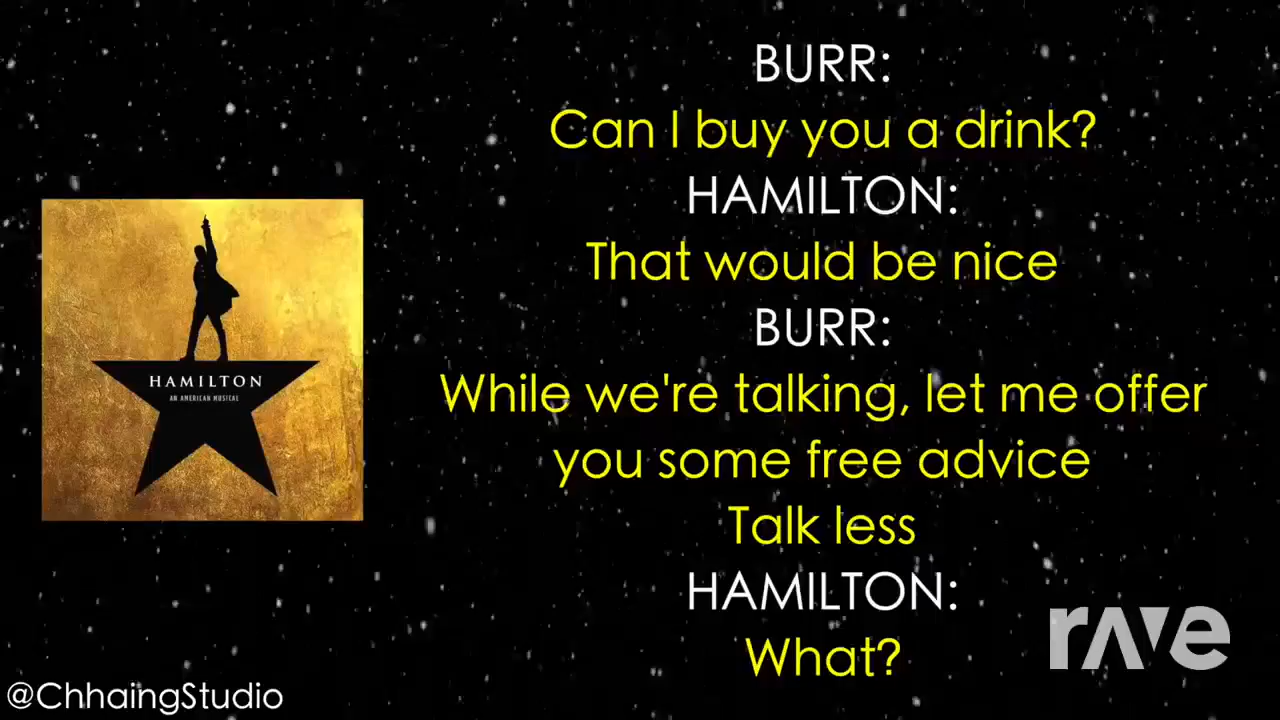 BURR:
Can I buy you a drink?
HAMILTON:
That would be nice
BURR:
While we're talking, let me offer
you some free advice
Talk less
HAMILTON:
What?
HAMILTON
AN AMERICAN MUSICAL
@ChhaingStudio
rave